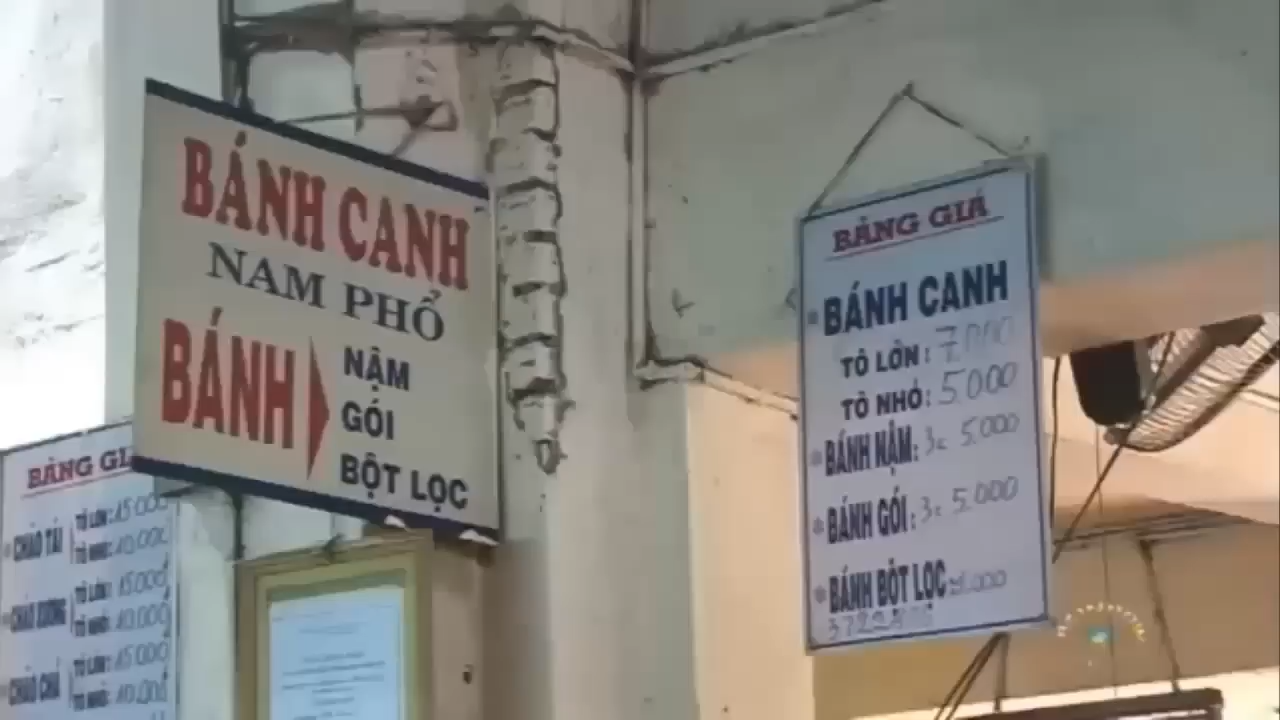 BÁNH CANH
NAM PHỔ
BÁNH
NẬM
GÓI
BỘT LỌC
BẢNG GIÁ
BÁNH CANH
TÔ LỚN: 7.000
TÔ NHỎ: 5.000
BÁNH NẬM: 3c 5.000
BÁNH GÓI: 3c 5.000
BÁNH BỘT LỌC
BẢNG
CHÁO
TÔ LỚN: 15.000
TÔ NHỎ: 10.000
CHÁO XƯƠNG
TÔ LỚN: 15.000
TÔ NHỎ: 10.000
CHÁO CHẢ
TÔ LỚN: 15.000
TÔ NHỎ: 10.000